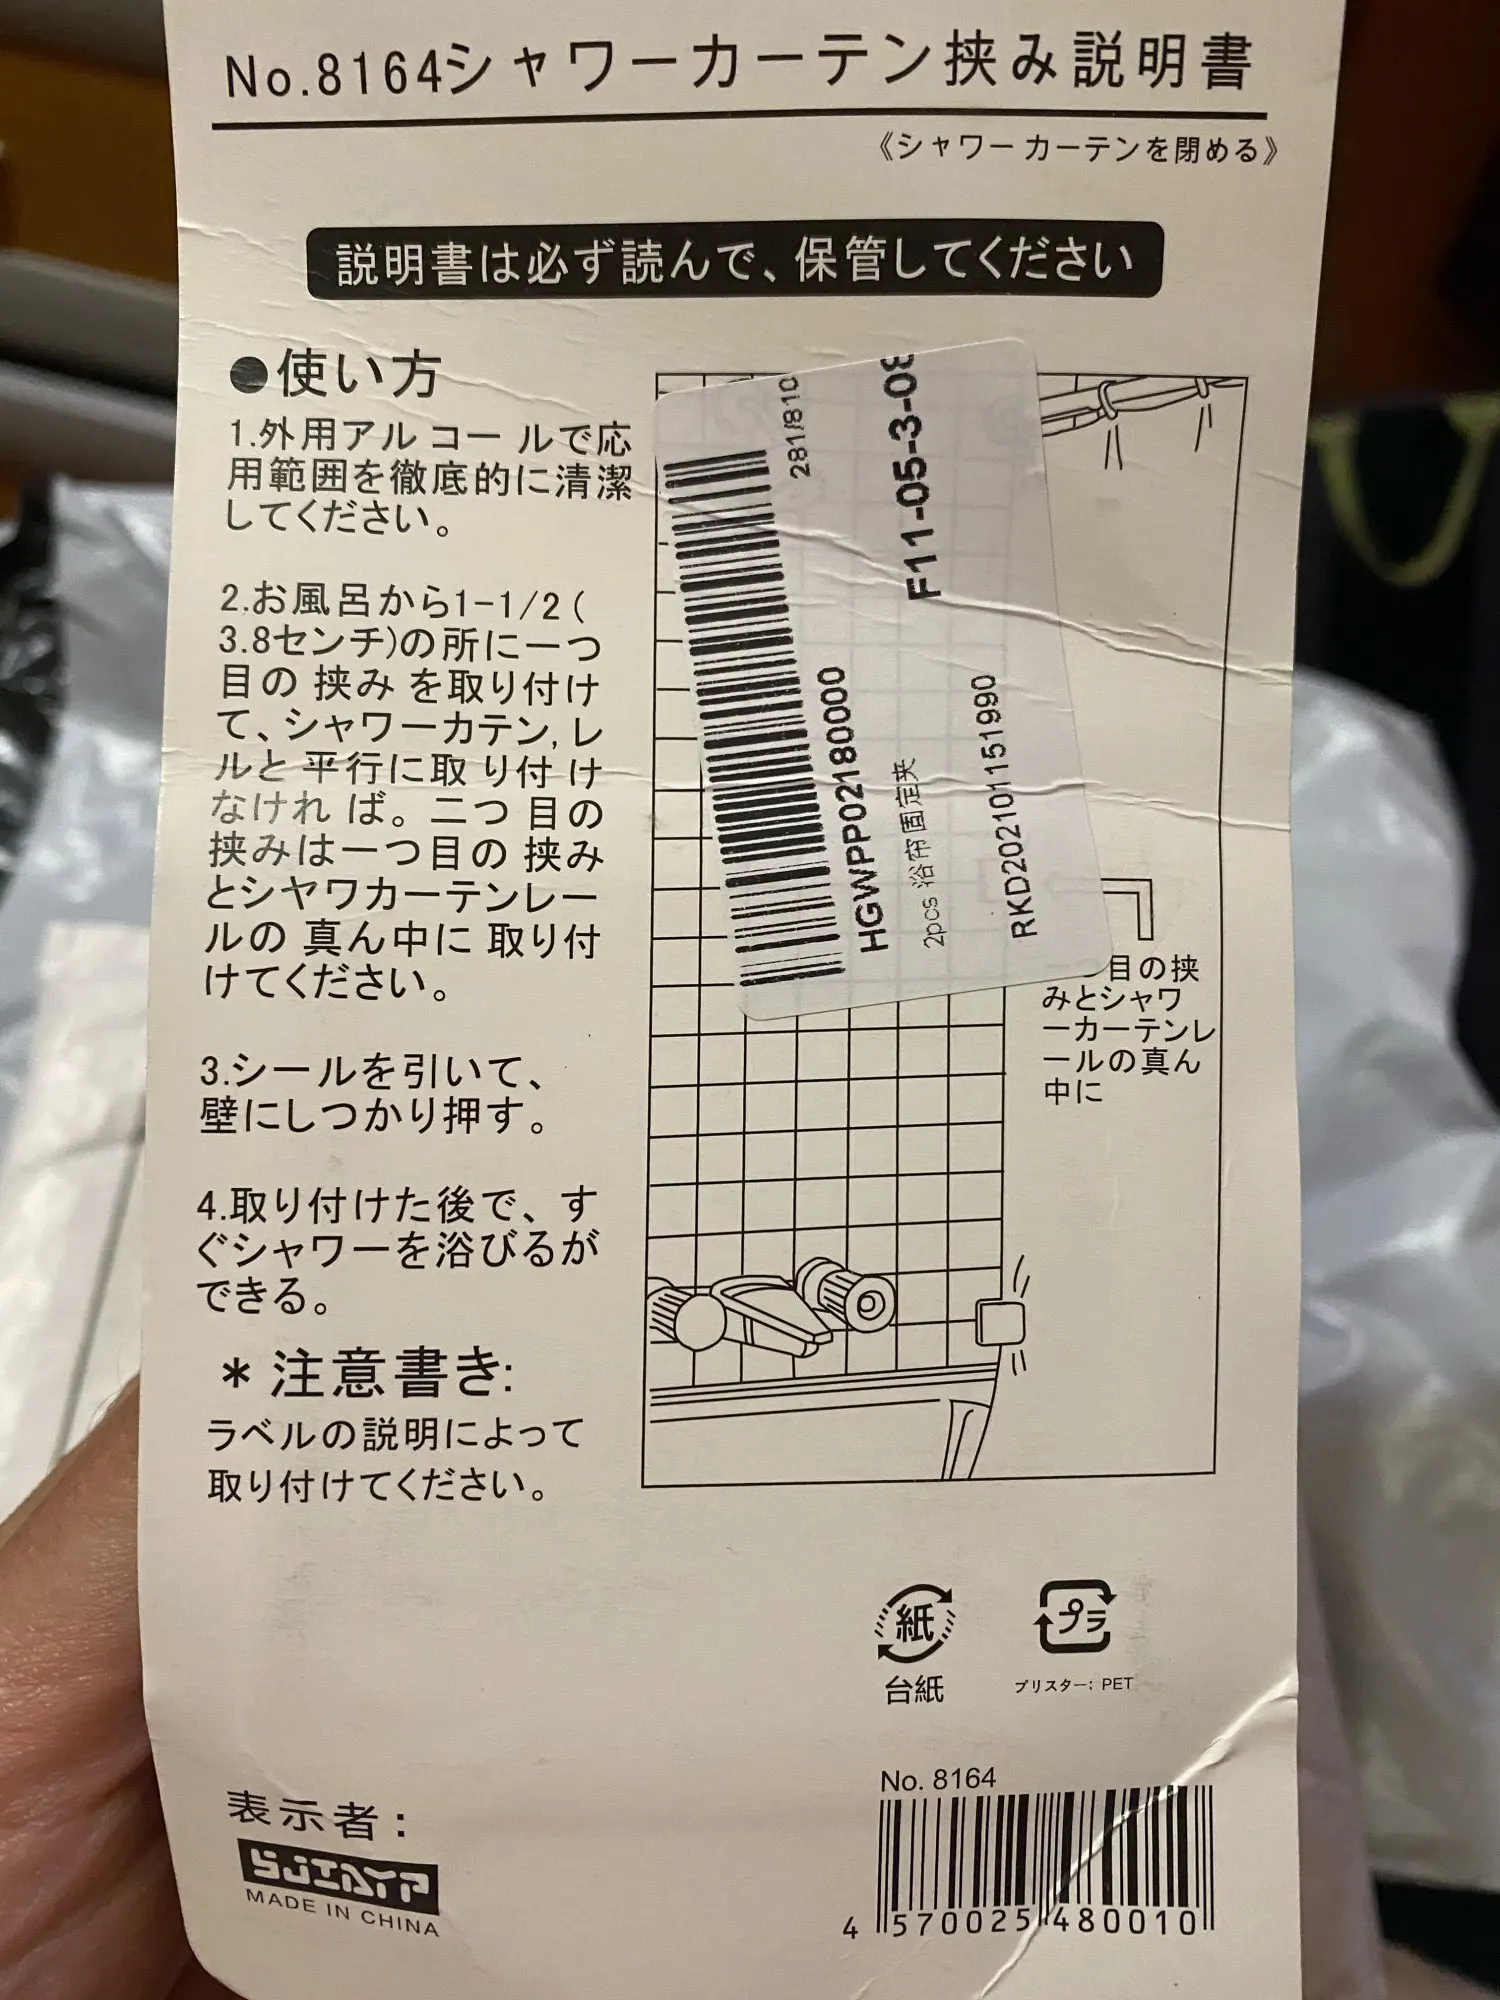 No.8164シャワーカーテン挟み説明書
《シャワー カーテンを閉める》
説明書は必ず読んで、保管してください
●使い方
1.外用アル コー ルで応
用範囲を徹底的に清潔
してください。
2.お風呂から1-1/2 (
3.8センチ)の所に一つ
目の 挟み を取り付け
て、シャワーカテン,レ
ルと 平行に取 り付 け
なけれ ば。二つ 目の
挟みは一つ目の 挟み
とシヤワカーテンレー
ルの 真ん中に 取り付
けてください。
3.シールを引いて、
壁にしつかり押す。
4.取り付けた後で、す
ぐシャワーを浴びるが
できる。
＊注意書き:
ラベルの説明によって
取り付けてください。
281/810
F11-05-3-08
HGWPP02180000
2pcs 浴帘固定夹
RKD20210115199​0
目の挟
みとシャワ
ーカーテンレ
ールの真ん
中に
紙
台紙
プラ
プリスター: PET
表示者:
MADE IN CHINA
No. 8164
4 570025 480010